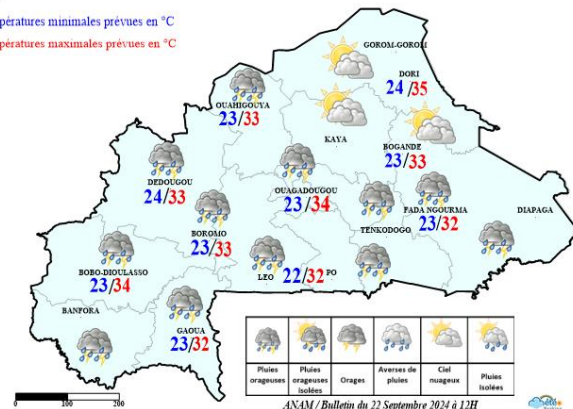 pératures minimales prévues en °C
pératures maximales prévues en °C
GOROM-GOROM
DORI
24/35
OUAHIGOUYA
23/33
KAYA
BOGANDE
23/33
DEDOUGOU
24/33
OUAGADOUGOU
23/34
FADA NGOURMA
23/32
DIAPAGA
BOROMO
23/33
TENKODOGO
BOBO-DIOULASSO
23/34
LEO
22/32
PO
BANFORA
GAOUA
23/32
Pluies orageuses
Pluies orageuses isolées
Orages
Averses de pluies
Ciel nuageux
Pluies isolées
0 100 200
ANAM / Bulletin du 22 Septembre 2024 à 12H